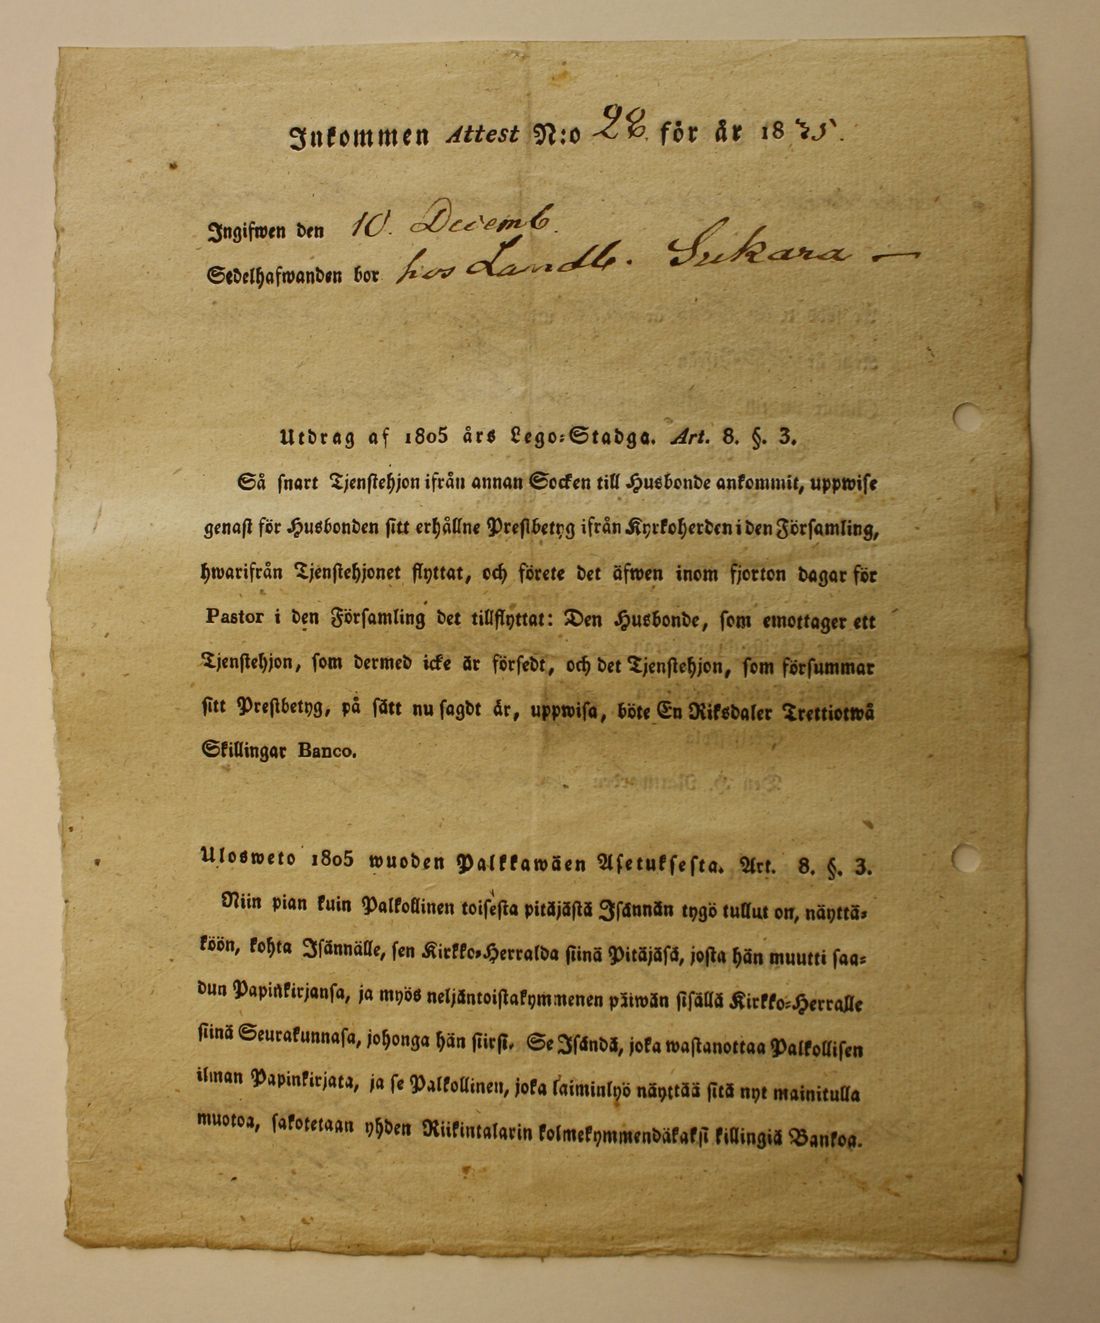 Inkommen Attest N:o 28. för år 1825.
Ingifwen den 10. Decemb.
Sedelhafwanden bor hos Landb. Sukara —
Utdrag af 1805 års Lego-Stadga. Art. 8. §. 3.
Så snart Tjenstehjon ifrån annan Socken till Husbonde ankommit, uppwise
genast för Husbonden sitt erhållne Prestbetyg ifrån Kyrkoherden i den Församling,
hwarifrån Tjenstehjonet flyttat, och förete det äfwen inom fjorton dagar för
Pastor i den Församling det tillflyttat: Den Husbonde, som emottager ett
Tjenstehjon, som dermed icke är försedt, och det Tjenstehjon, som försummar
sitt Prestbetyg, på sätt nu sagdt är, uppwisa, böte En Riksdaler Trettiotwå
Skillingar Banco.
Ulosweto 1805 wuoden Palkkawäen Asetuksesta. Art. 8. §. 3.
Niin pian kuin Palkollinen toisesta pitäjästä Isännän tygö tullut on, näyttä-
köön, kohta Isännälle, sen Kirkko-Herralda siinä Pitäjäsä, josta hän muutti saa-
dun Papinkirjansa, ja myös neljäntoistakymmenen päiwän sisällä Kirkko-Herralle
siinä Seurakunnasa, johonga hän siirsi. Se Isändä, joka wastanottaa Palkollisen
ilman Papinkirjata, ja se Palkollinen, joka laiminlyö näyttää sitä nyt mainitulla
muotoa, sakotetaan yhden Riikintalarin kolmekymmendäkaksi killingiä Bankoa.